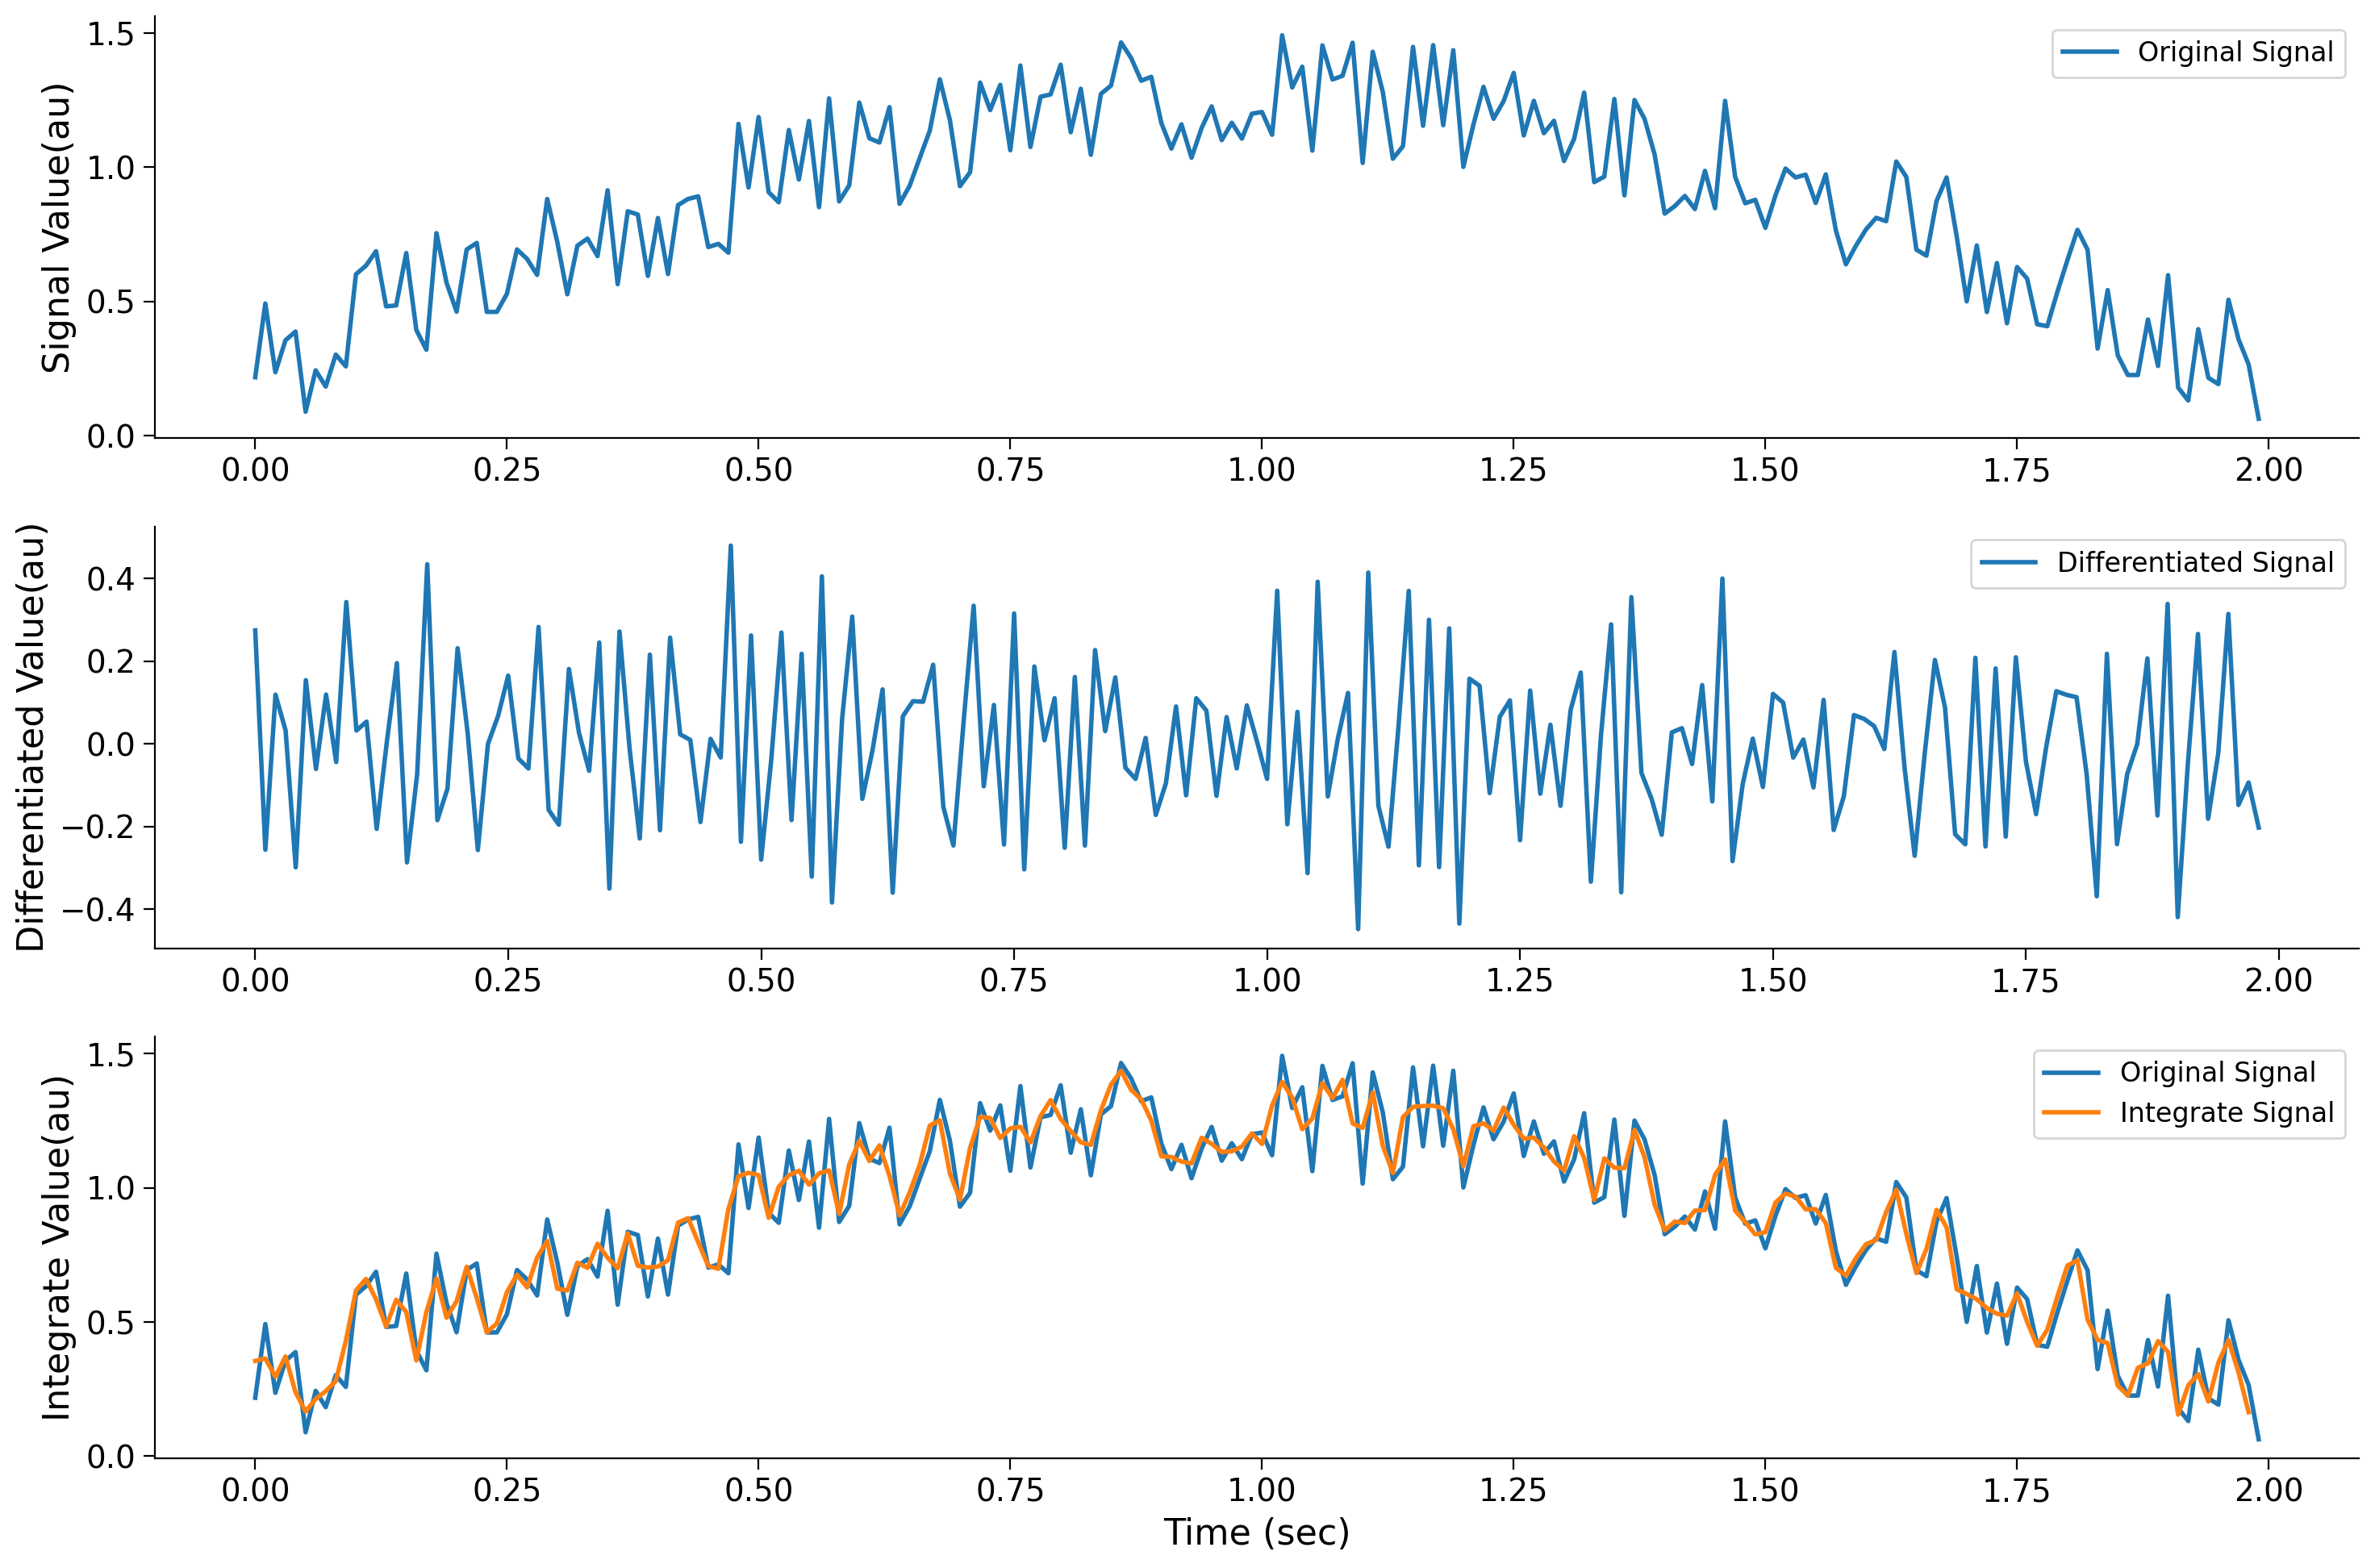 Signal Value(au)
1.5
1.0
0.5
0.0
Original Signal
0.00 0.25 0.50 0.75 1.00 1.25 1.50 1.75 2.00
Differentiated Value(au)
0.4
0.2
0.0
−0.2
−0.4
Differentiated Signal
0.00 0.25 0.50 0.75 1.00 1.25 1.50 1.75 2.00
Integrate Value(au)
1.5
1.0
0.5
0.0
Original Signal
Integrate Signal
0.00 0.25 0.50 0.75 1.00 1.25 1.50 1.75 2.00
Time (sec)